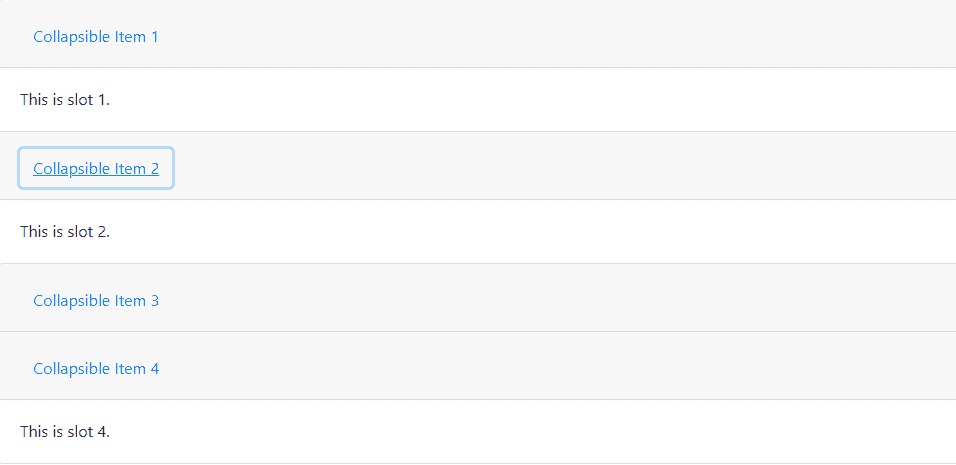 Collapsible Item 1
This is slot 1.
Collapsible Item 2
This is slot 2.
Collapsible Item 3
Collapsible Item 4
This is slot 4.